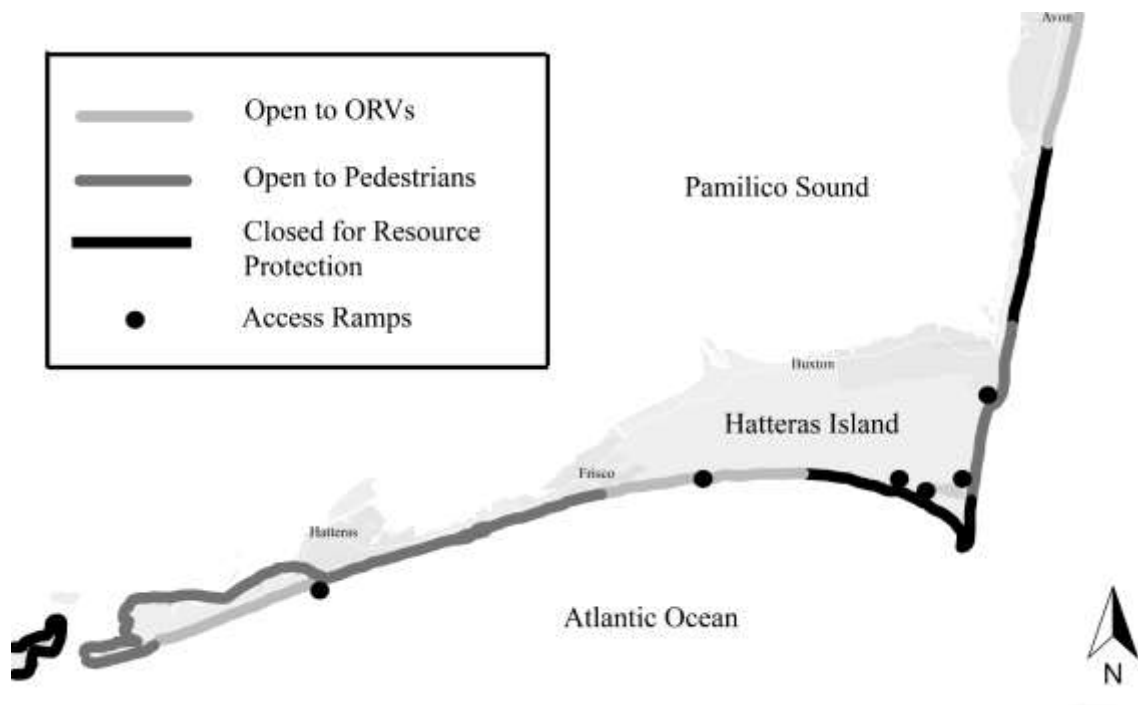 Avon
Open to ORVs
Open to Pedestrians
Pamilico Sound
Closed for Resource
Protection
Access Ramps
Buxton
Hatteras Island
Frisco
Hatteras
Atlantic Ocean
N